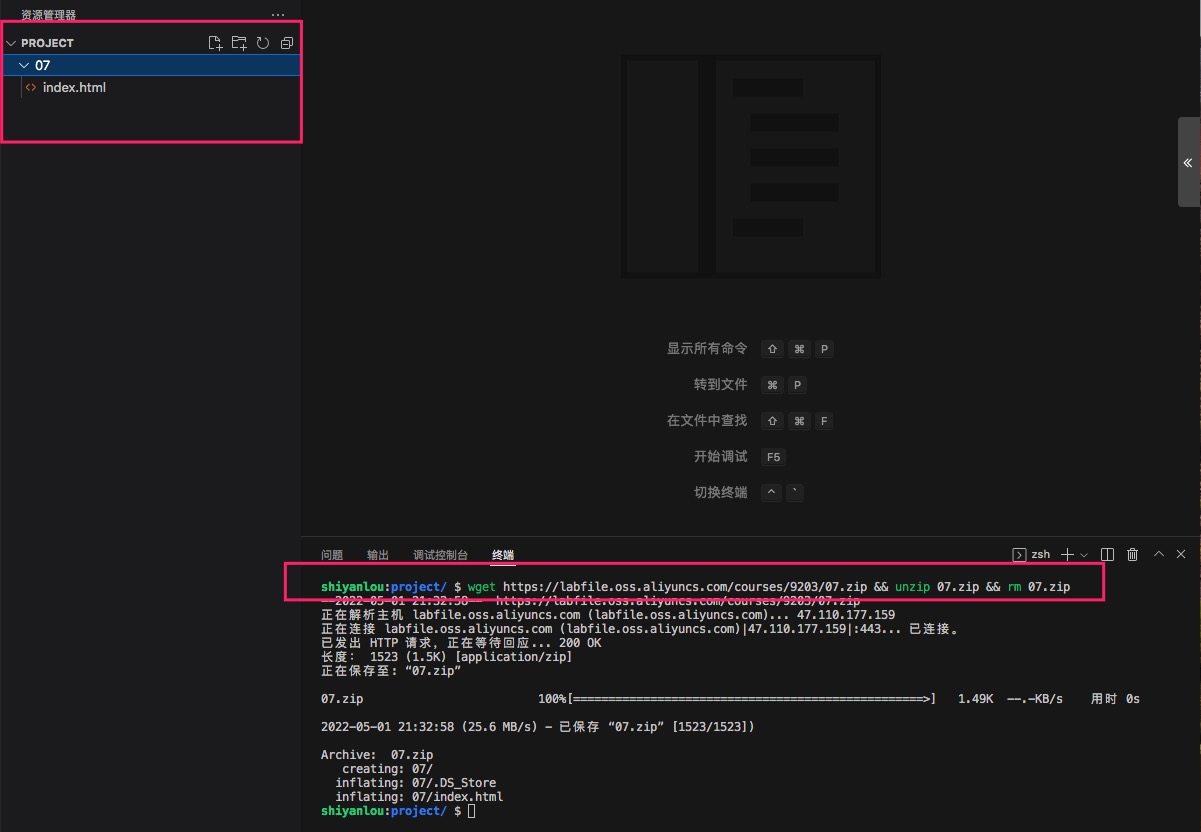 资源管理器
PROJECT
07
index.html
显示所有命令 ⇧ ⌘ P
转到文件 ⌘ P
在文件中查找 ⇧ ⌘ F
开始调试 F5
切换终端 ^ `
问题 输出 调试控制台 终端 zsh
shiyanlou:project/ $ wget https://labfile.oss.aliyuncs.com/courses/9203/07.zip && unzip 07.zip && rm 07.zip
--2022-05-01 21:32:58-- https://labfile.oss.aliyuncs.com/courses/9203/07.zip
正在解析主机 labfile.oss.aliyuncs.com (labfile.oss.aliyuncs.com)... 47.110.177.159
正在连接 labfile.oss.aliyuncs.com (labfile.oss.aliyuncs.com)|47.110.177.159|:443... 已连接。
已发出 HTTP 请求，正在等待回应... 200 OK
长度： 1523 (1.5K) [application/zip]
正在保存至: “07.zip”
07.zip 100%[==================================================>] 1.49K --.-KB/s 用时 0s
2022-05-01 21:32:58 (25.6 MB/s) - 已保存 “07.zip” [1523/1523])
Archive: 07.zip
creating: 07/
inflating: 07/.DS_Store
inflating: 07/index.html
shiyanlou:project/ $